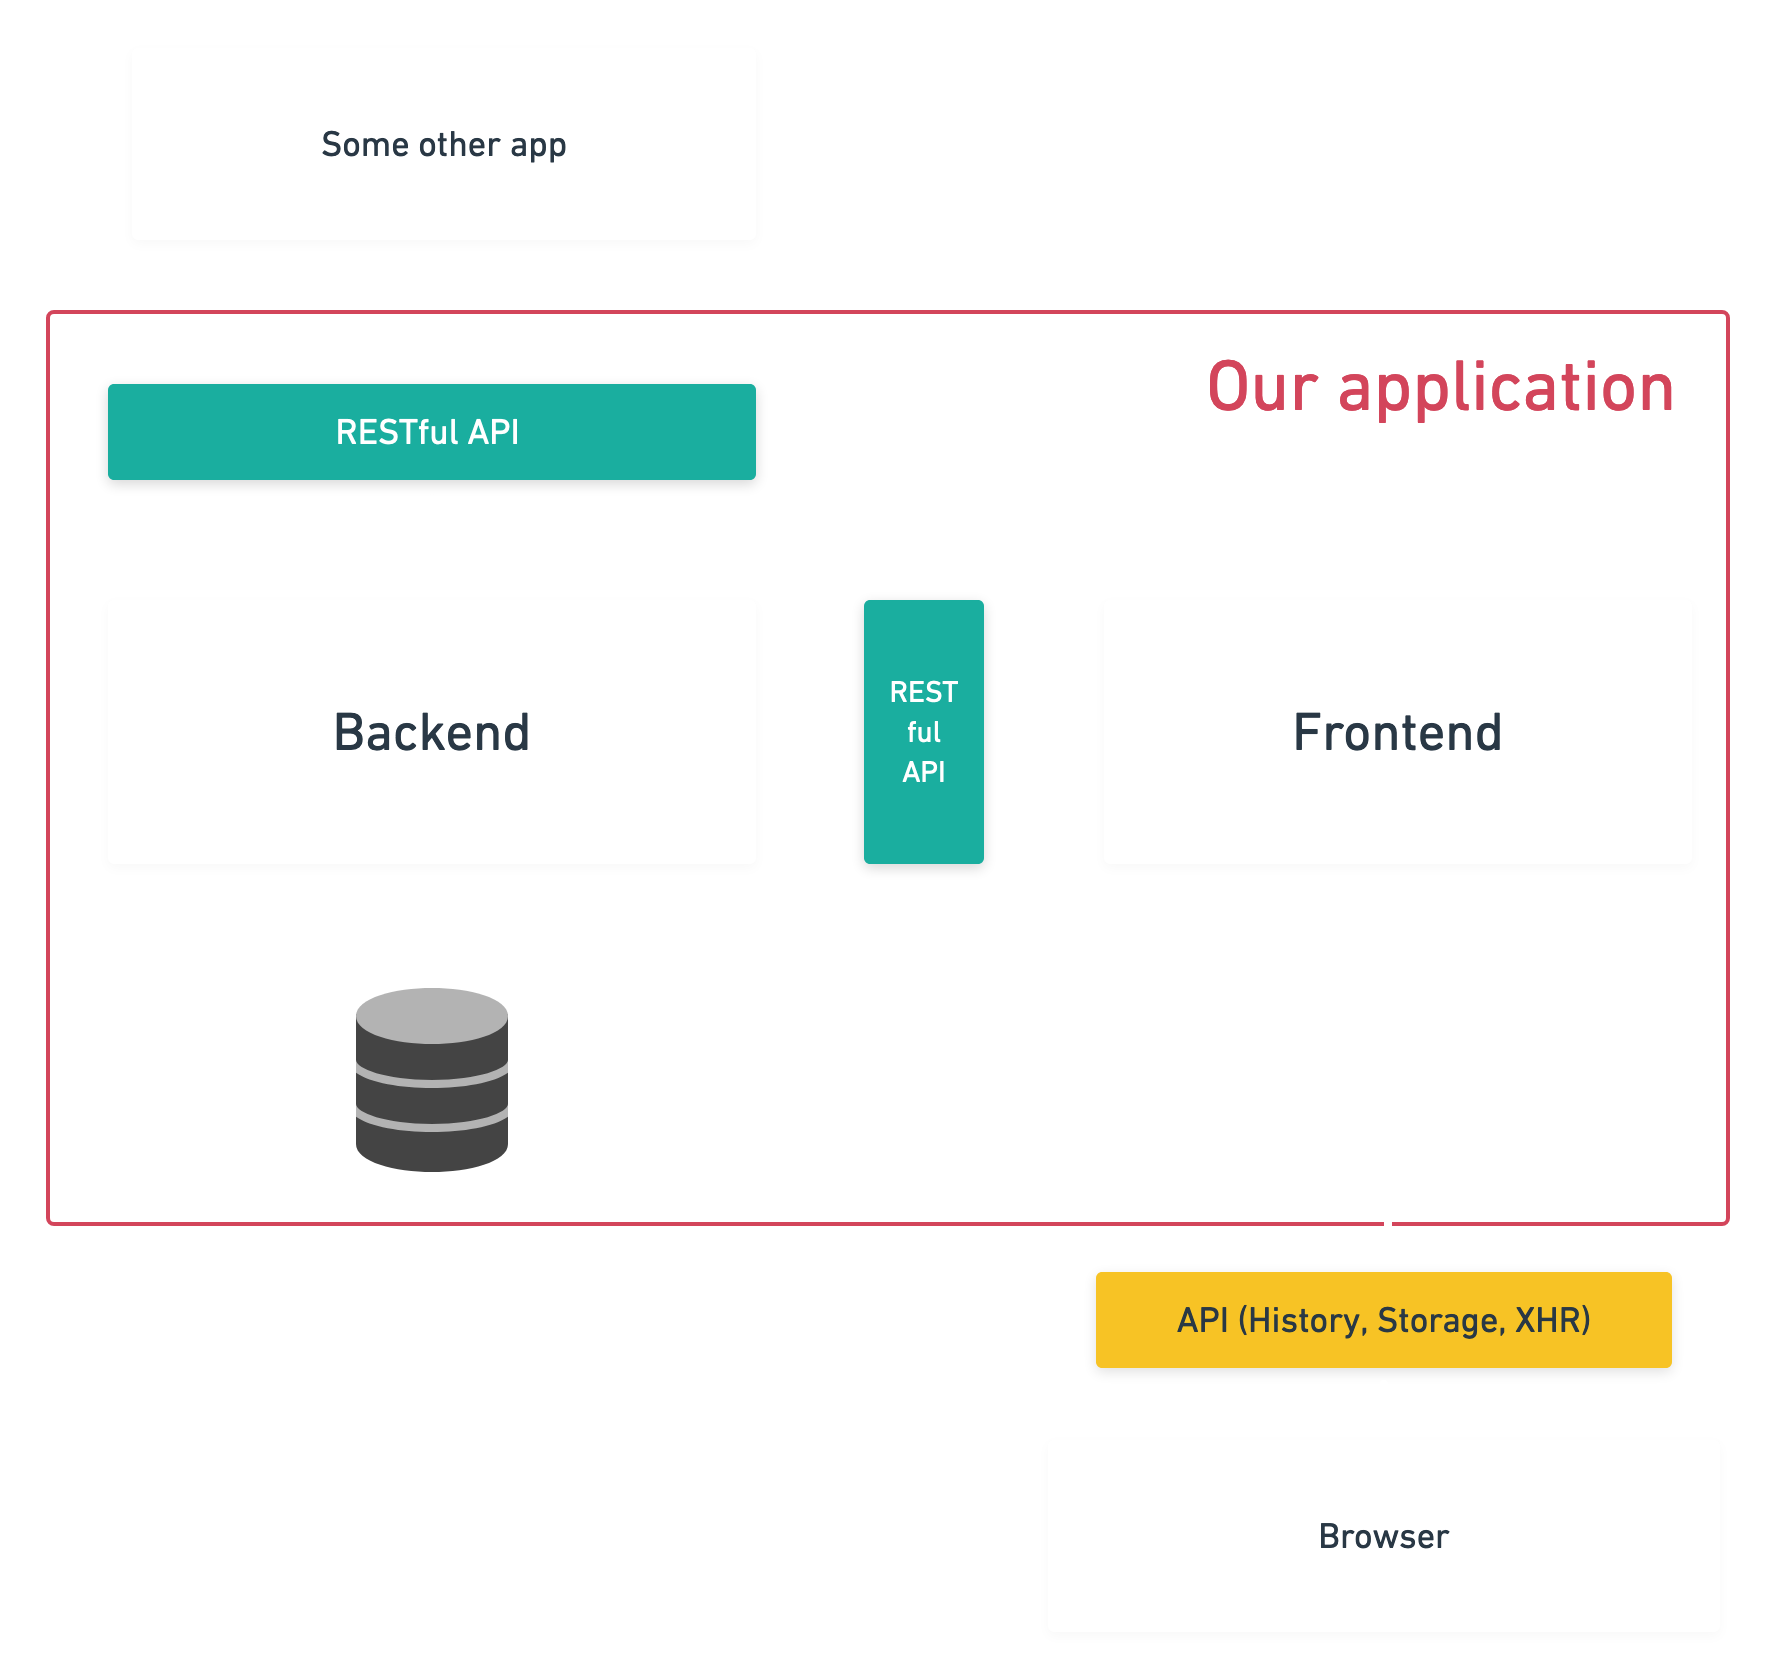 Some other app
Our application
RESTful API
Backend
REST
ful
API
Frontend
API (History, Storage, XHR)
Browser